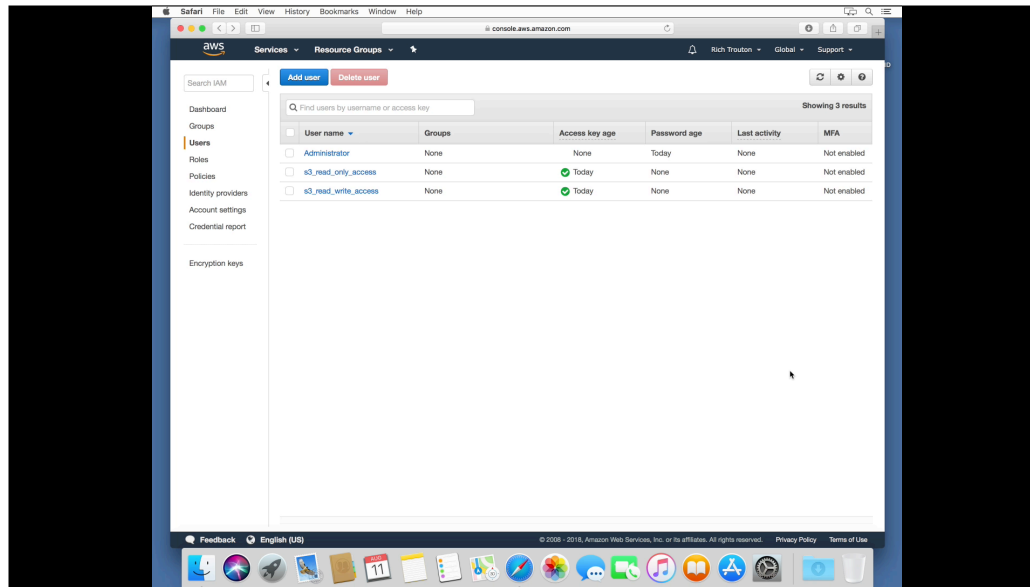 Safari File Edit View History Bookmarks Window Help
console.aws.amazon.com
aws Services Resource Groups Rich Trouton Global Support
Search IAM
Add user Delete user
Dashboard
Groups
Users
Roles
Policies
Identity providers
Account settings
Credential report
Encryption keys
Find users by username or access key
Showing 3 results
User name Groups Access key age Password age Last activity MFA
Administrator None None Today None Not enabled
s3_read_only_access None Today None None Not enabled
s3_read_write_access None Today None None Not enabled
Feedback English (US) © 2008 - 2018, Amazon Web Services, Inc. or its affiliates. All rights reserved. Privacy Policy Terms of Use
AUG
11